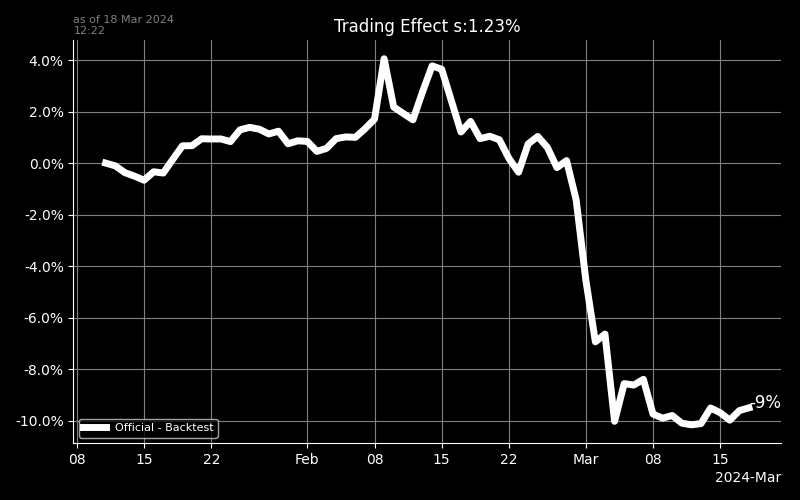 as of 18 Mar 2024
12:22
Trading Effect s:1.23%
4.0%
2.0%
0.0%
-2.0%
-4.0%
-6.0%
-8.0%
-10.0%
-9%
Official - Backtest
08 15 22 Feb 08 15 22 Mar 08 15
2024-Mar